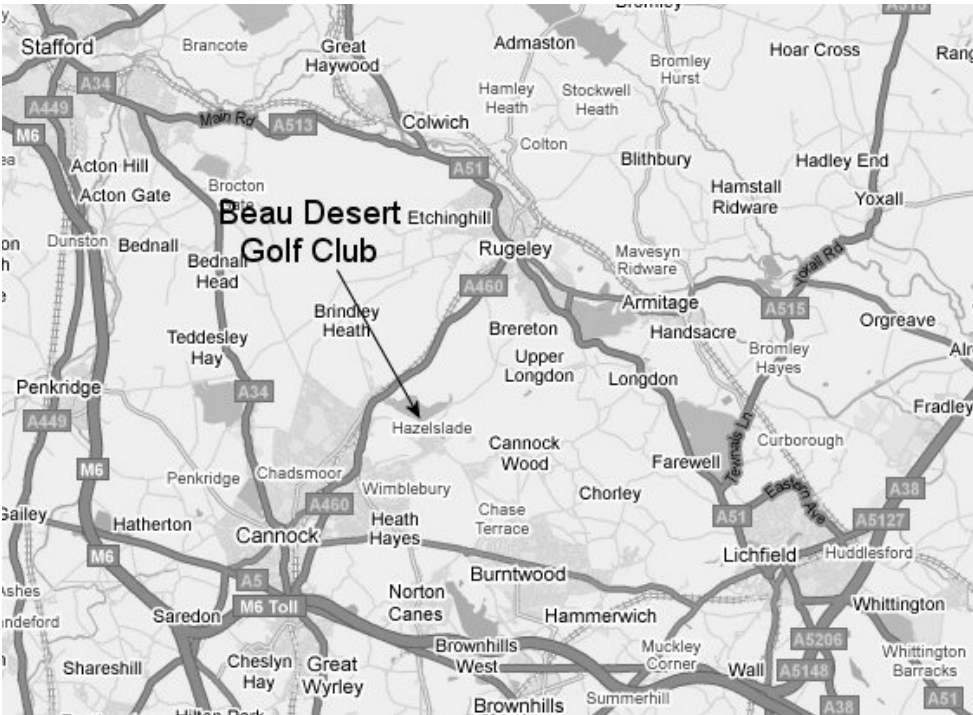 Bromley
A515
Stafford
Brancote
Great
Haywood
Admaston
Hoar Cross
Bromley
Hurst
A34
A449
Hamley
Heath
Stockwell
Heath
M6
Main Rd
A513
Colwich
Colton
Acton Hill
A51
Blithbury
Hadley End
Acton Gate
Brocton
Hamstall
Ridware
Yoxall
Beau Desert
Golf Club
Etchinghill
Dunston
Bednall
Rugeley
Mavesyn
Ridware
Yoxall Rd
Bednall
Head
A460
Armitage
A515
Brindley
Heath
Brereton
Handsacre
Orgreave
Teddesley
Hay
Upper
Longdon
Bromley
Hayes
Penkridge
A34
Longdon
Fradley
A449
Hazelslade
Tewnals Ln
Curborough
Cannock
Wood
Farewell
M6
Penkridge
Chadsmoor
Wimblebury
Chorley
Eastern Ave
A38
A460
Chase
Terrace
A51
A5127
Gailey
Hatherton
Cannock
Heath
Hayes
M6
Lichfield
Huddlesford
A5
Burntwood
M6 Toll
Norton
Canes
Saredon
Hammerwich
Whittington
A5206
Brownhills
West
Muckley
Corner
Whittington
Barracks
Shareshill
Cheslyn
Hay
Great
Wyrley
Wall
A5148
Summerhill
A51
Brownhills
A38
Hilton Park